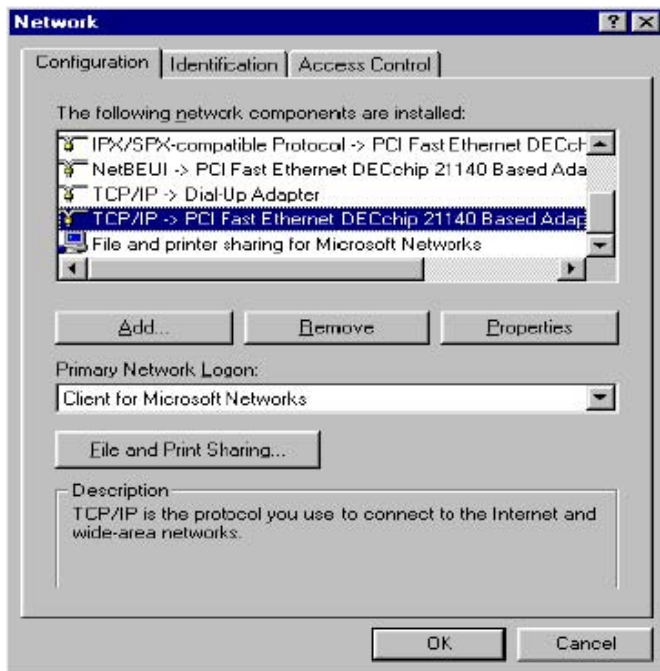 Network
Configuration
Identification
Access Control
The following network components are installed:
IPX/SPX-compatible Protocol -> PCI Fast Ethernet DECch
NetBEUI -> PCI Fast Ethernet DECchip 21140 Based Ada
TCP/IP -> Dial-Up Adapter
TCP/IP -> PCI Fast Ethernet DECchip 21140 Based Adap
File and printer sharing for Microsoft Networks
Add...
Remove
Properties
Primary Network Logon:
Client for Microsoft Networks
File and Print Sharing...
Description
TCP/IP is the protocol you use to connect to the Internet and
wide-area networks.
OK
Cancel